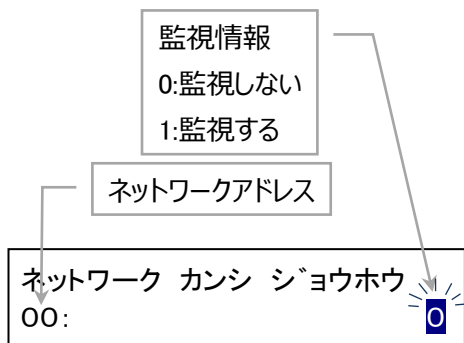 監視情報
0:監視しない
1:監視する
ネットワークアドレス
ネットワーク カンシ シ゛ョウホウ
00: 0